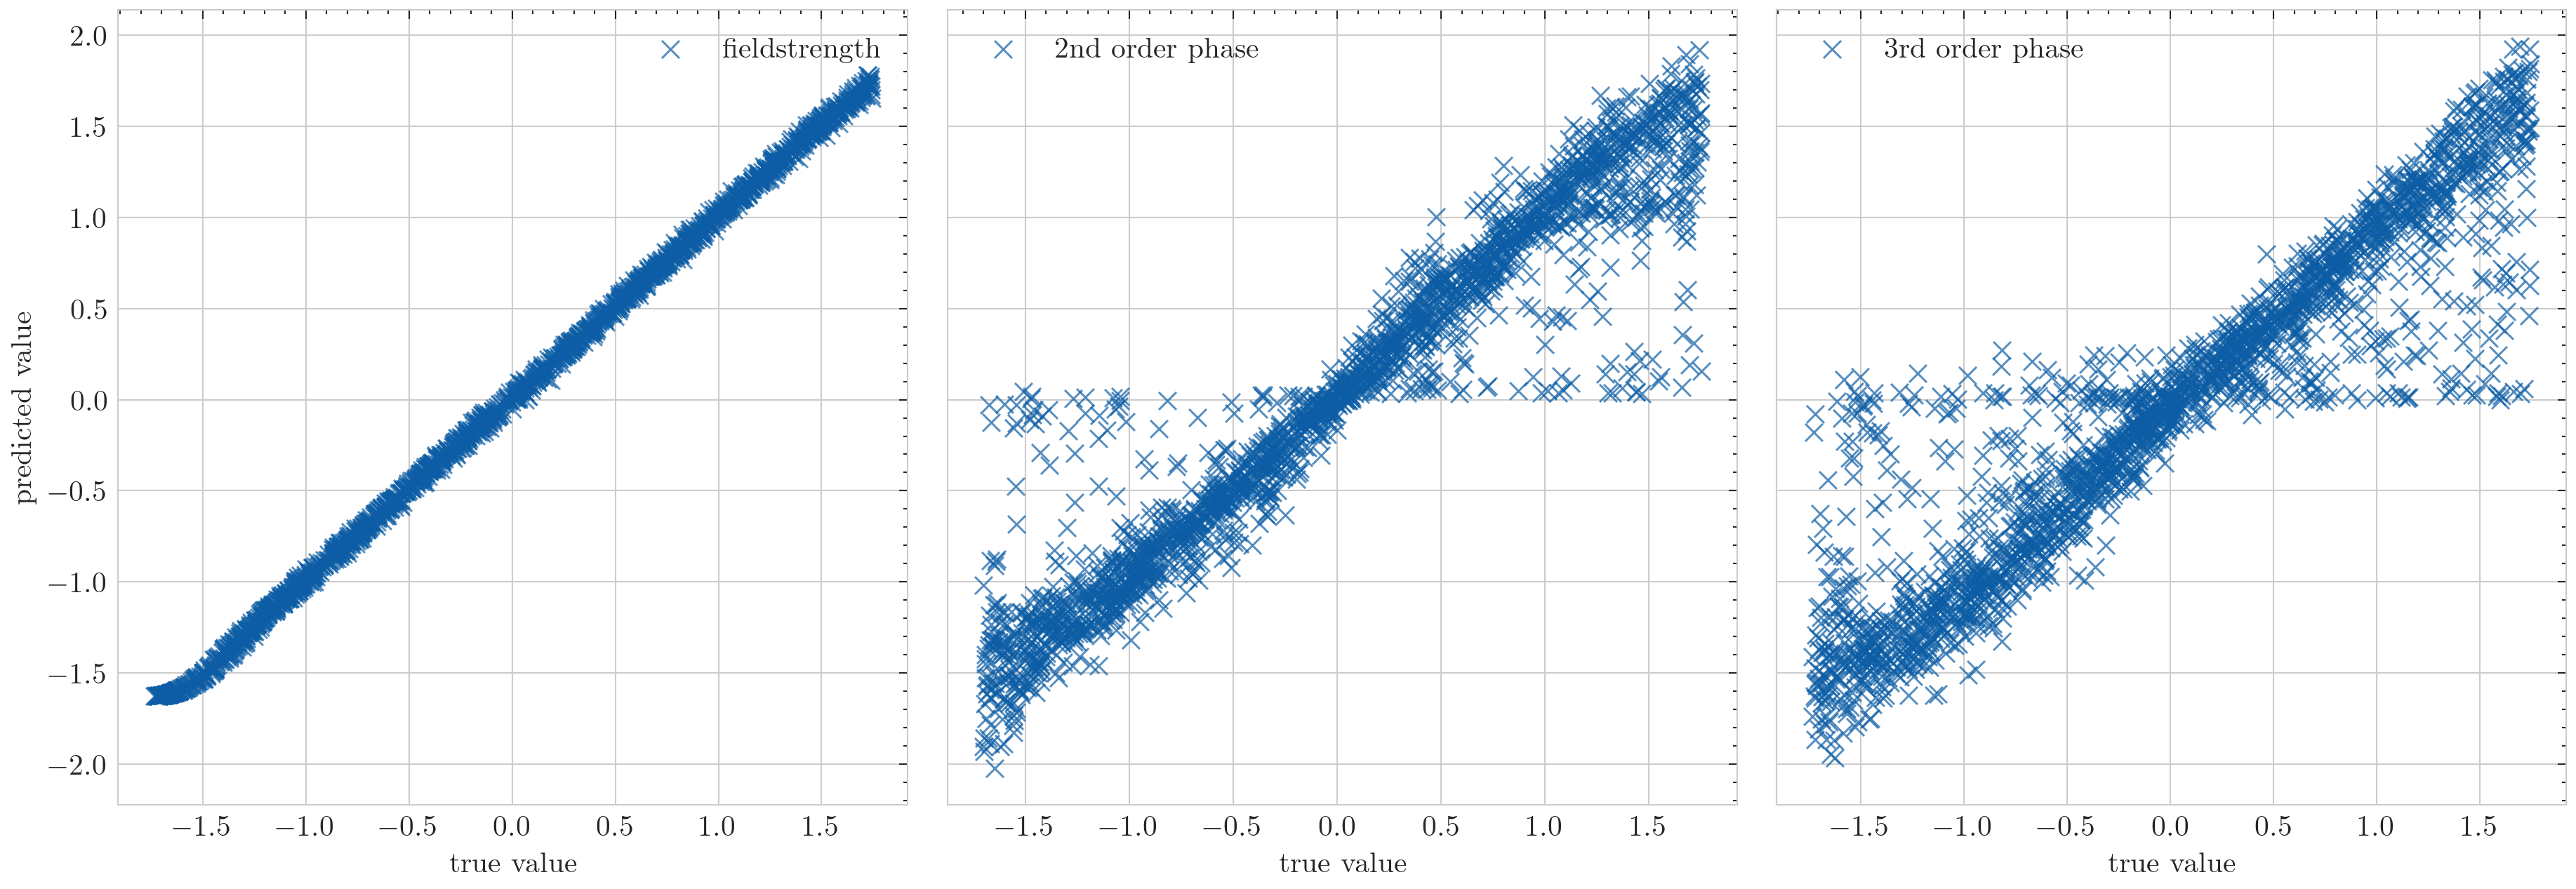 fieldstrength
2nd order phase
3rd order phase
2.0
1.5
1.0
0.5
0.0
−0.5
−1.0
−1.5
−2.0
predicted value
−1.5 −1.0 −0.5 0.0 0.5 1.0 1.5
−1.5 −1.0 −0.5 0.0 0.5 1.0 1.5
−1.5 −1.0 −0.5 0.0 0.5 1.0 1.5
true value
true value
true value